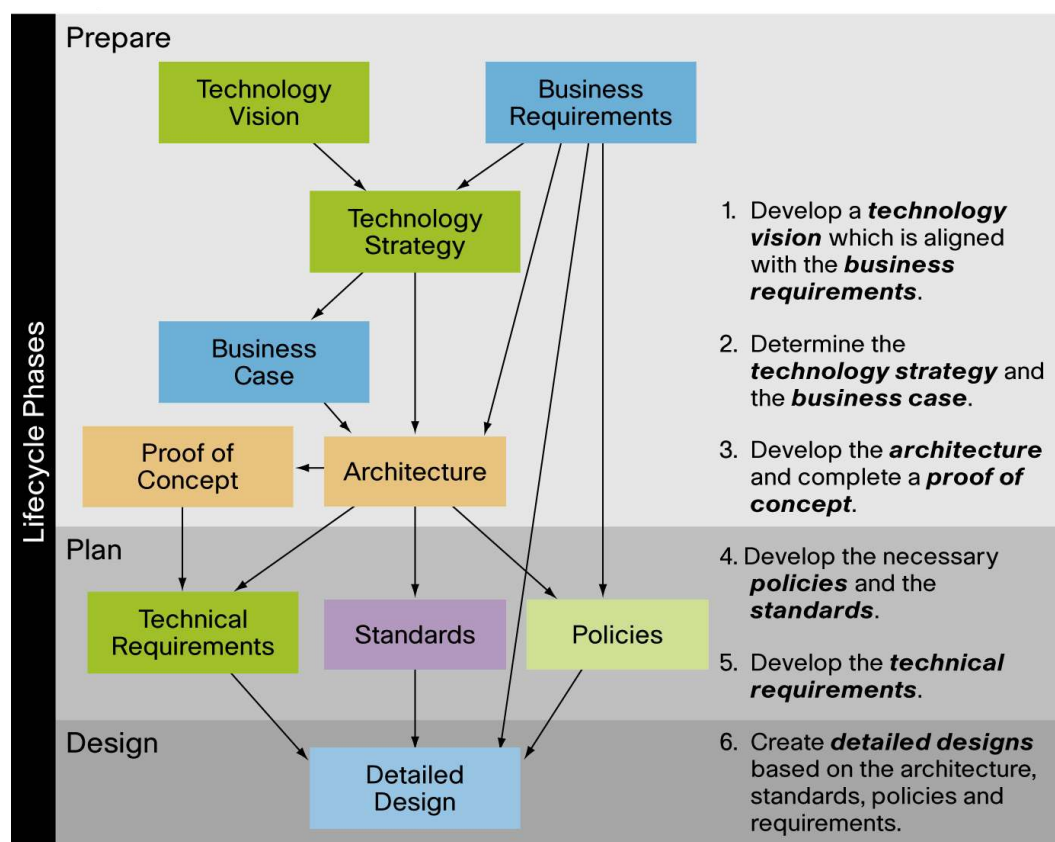 Lifecycle Phases
Prepare
Technology
Vision
Business
Requirements
Technology
Strategy
Business
Case
Proof of
Concept
Architecture
1. Develop a technology
vision which is aligned
with the business
requirements.
2. Determine the
technology strategy and
the business case.
3. Develop the architecture
and complete a proof of
concept.
Plan
Technical
Requirements
Standards
Policies
4. Develop the necessary
policies and the
standards.
5. Develop the technical
requirements.
Design
Detailed
Design
6. Create detailed designs
based on the architecture,
standards, policies and
requirements.